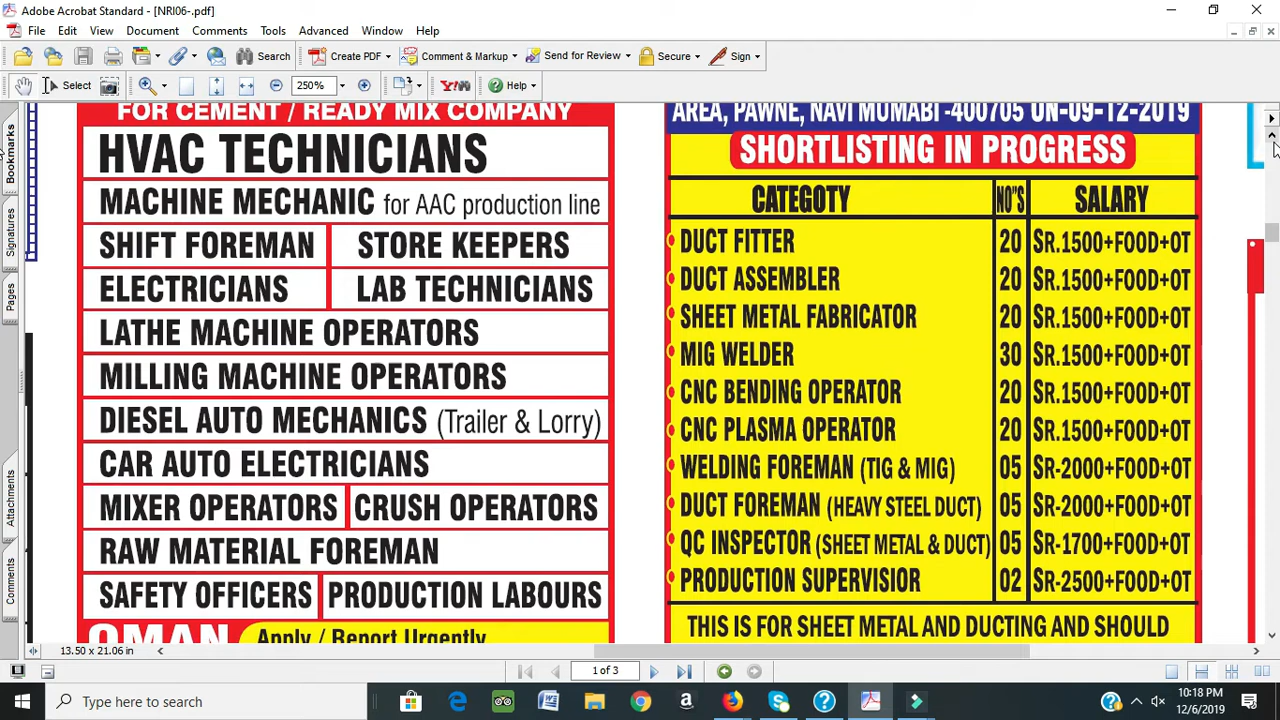 Adobe Acrobat Standard - [NRI06-.pdf]
File Edit View Document Comments Tools Advanced Window Help
Search Create PDF Comment & Markup Send for Review Secure Sign
Select 250% Y! Help
Bookmarks
Signatures
Pages
Attachments
Comments
FOR CEMENT / READY MIX COMPANY
HVAC TECHNICIANS
MACHINE MECHANIC for AAC production line
SHIFT FOREMAN STORE KEEPERS
ELECTRICIANS LAB TECHNICIANS
LATHE MACHINE OPERATORS
MILLING MACHINE OPERATORS
DIESEL AUTO MECHANICS (Trailer & Lorry)
CAR AUTO ELECTRICIANS
MIXER OPERATORS CRUSH OPERATORS
RAW MATERIAL FOREMAN
SAFETY OFFICERS PRODUCTION LABOURS
OMAN Apply / Report Urgently
AREA, PAWNE, NAVI MUMABI -400705 ON-09-12-2019
SHORTLISTING IN PROGRESS
CATEGOTY NO"S SALARY
DUCT FITTER 20 SR.1500+FOOD+OT
DUCT ASSEMBLER 20 SR.1500+FOOD+OT
SHEET METAL FABRICATOR 20 SR.1500+FOOD+OT
MIG WELDER 30 SR.1500+FOOD+OT
CNC BENDING OPERATOR 20 SR.1500+FOOD+OT
CNC PLASMA OPERATOR 20 SR.1500+FOOD+OT
WELDING FOREMAN (TIG & MIG) 05 SR-2000+FOOD+OT
DUCT FOREMAN (HEAVY STEEL DUCT) 05 SR-2000+FOOD+OT
QC INSPECTOR (SHEET METAL & DUCT) 05 SR-1700+FOOD+OT
PRODUCTION SUPERVISIOR 02 SR-2500+FOOD+OT
THIS IS FOR SHEET METAL AND DUCTING AND SHOULD
13.50 x 21.06 in
1 of 3
Type here to search
10:18 PM
12/6/2019